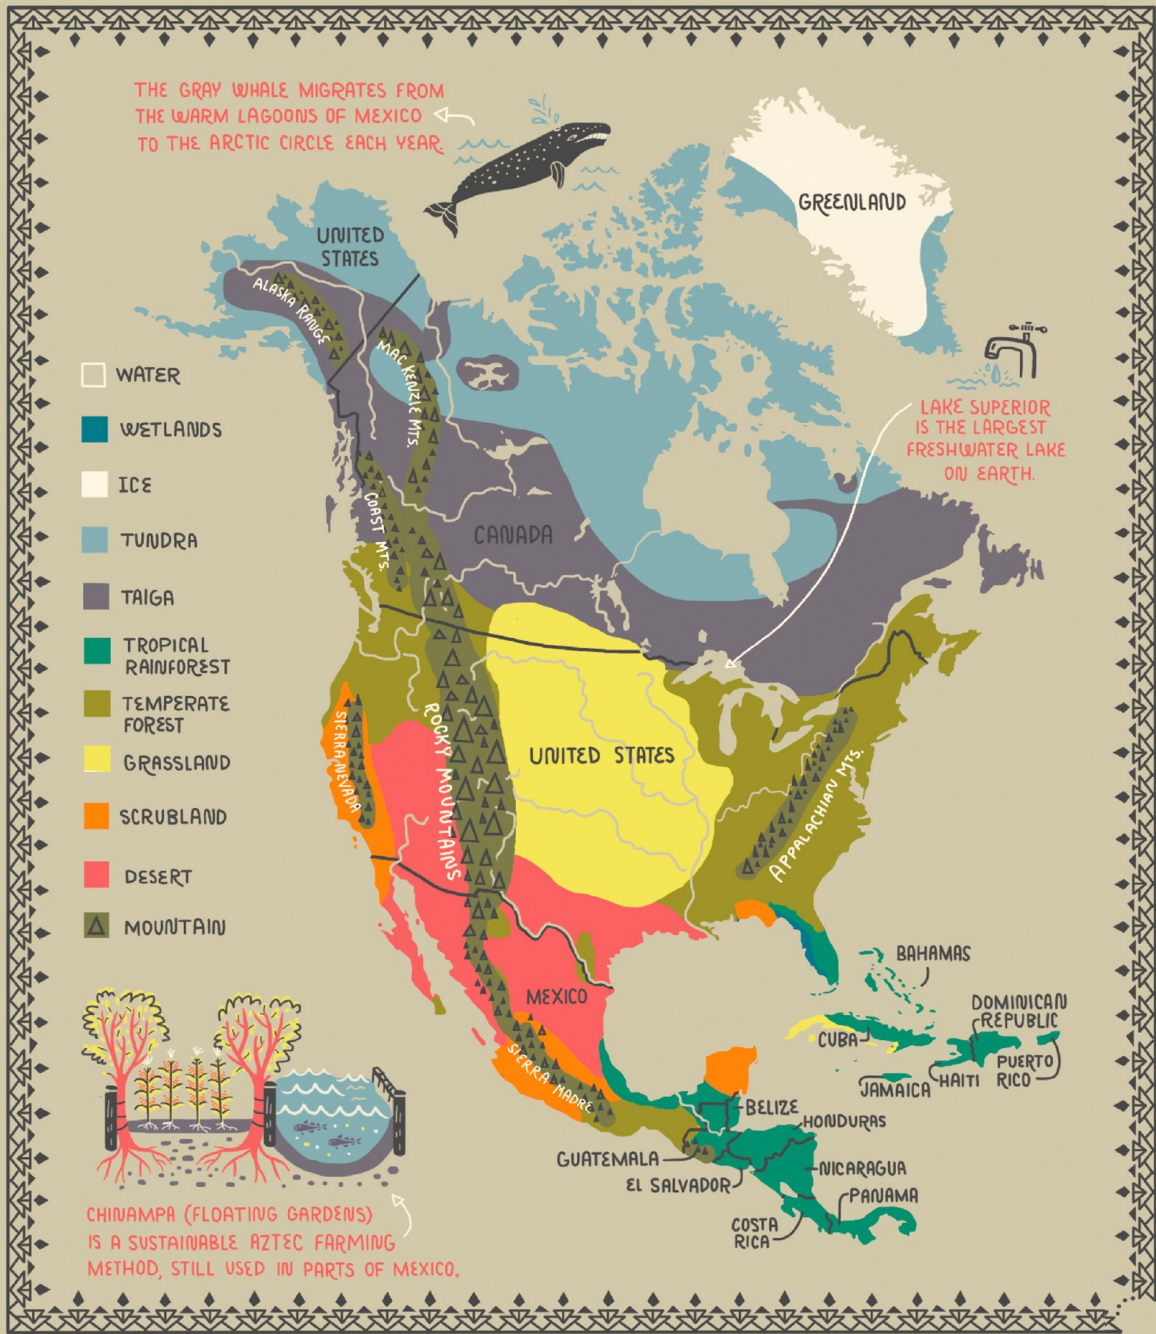 THE GRAY WHALE MIGRATES FROM
THE WARM LAGOONS OF MEXICO
TO THE ARCTIC CIRCLE EACH YEAR.
GREENLAND
UNITED
STATES
ALASKA RANGE
MACKENZIE MTS.
WATER
WETLANDS
ICE
TUNDRA
TAIGA
TROPICAL
RAINFOREST
TEMPERATE
FOREST
GRASSLAND
SCRUBLAND
DESERT
MOUNTAIN
LAKE SUPERIOR
IS THE LARGEST
FRESHWATER LAKE
ON EARTH.
COAST MTS.
CANADA
SIERRA NEVADA
ROCKY MOUNTAINS
UNITED STATES
APPALACHIAN MTS.
MEXICO
SIERRA MADRE
BAHAMAS
DOMINICAN
REPUBLIC
CUBA
PUERTO
RICO
HAITI
JAMAICA
BELIZE
HONDURAS
GUATEMALA
NICARAGUA
EL SALVADOR
PANAMA
COSTA
RICA
CHINAMPA (FLOATING GARDENS)
IS A SUSTAINABLE AZTEC FARMING
METHOD, STILL USED IN PARTS OF MEXICO.